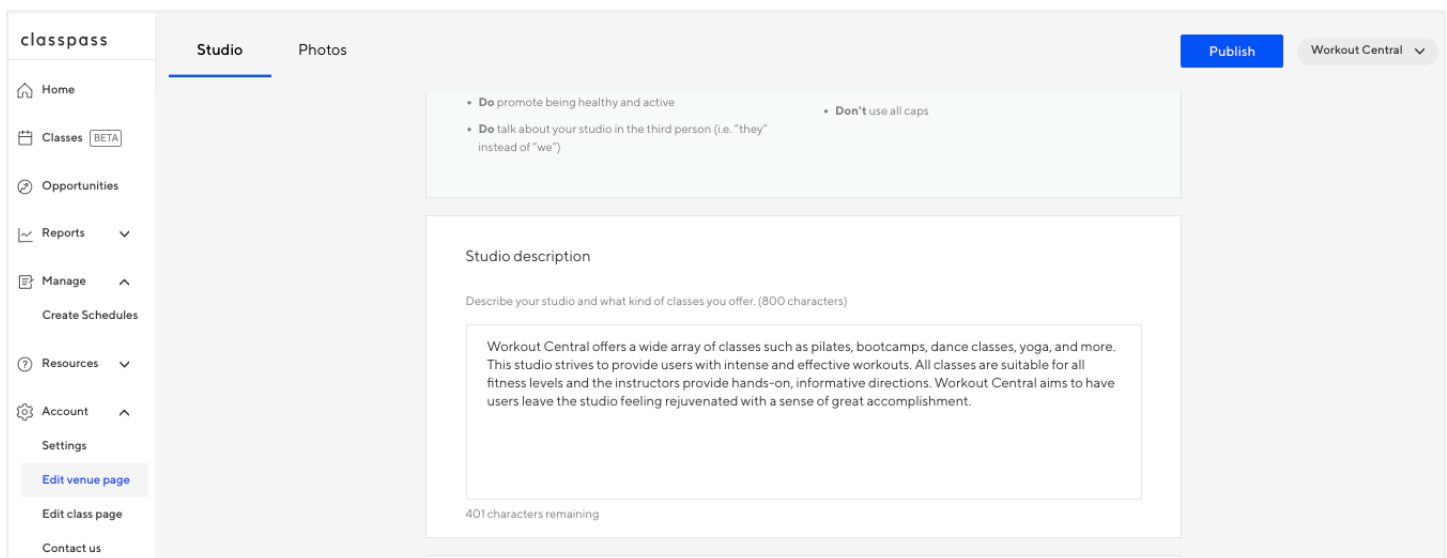 classpass
Studio
Photos
Publish
Workout Central
Home
Classes BETA
Opportunities
Reports
Manage
Create Schedules
Resources
Account
Settings
Edit venue page
Edit class page
Contact us
• Do promote being healthy and active
• Do talk about your studio in the third person (i.e. "they"
instead of "we")
• Don't use all caps
Studio description
Describe your studio and what kind of classes you offer. (800 characters)
Workout Central offers a wide array of classes such as pilates, bootcamps, dance classes, yoga, and more.
This studio strives to provide users with intense and effective workouts. All classes are suitable for all
fitness levels and the instructors provide hands-on, informative directions. Workout Central aims to have
users leave the studio feeling rejuvenated with a sense of great accomplishment.
401 characters remaining